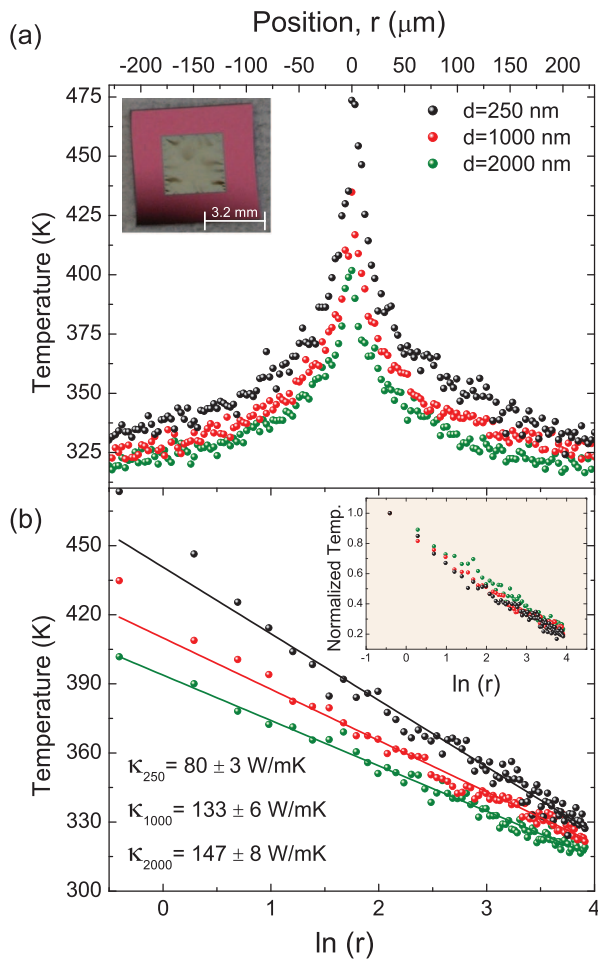 Position, r (μm)
(a)
-200 -150 -100 -50 0 50 100 150 200
475
450
425
400
375
350
325
Temperature (K)
3.2 mm
d=250 nm
d=1000 nm
d=2000 nm
(b)
450
420
390
360
330
300
Temperature (K)
κ250= 80 ± 3 W/mK
κ1000= 133 ± 6 W/mK
κ2000= 147 ± 8 W/mK
Normalized Temp.
1.0
0.8
0.6
0.4
0.2
-1 0 1 2 3 4
ln (r)
0 1 2 3 4
ln (r)